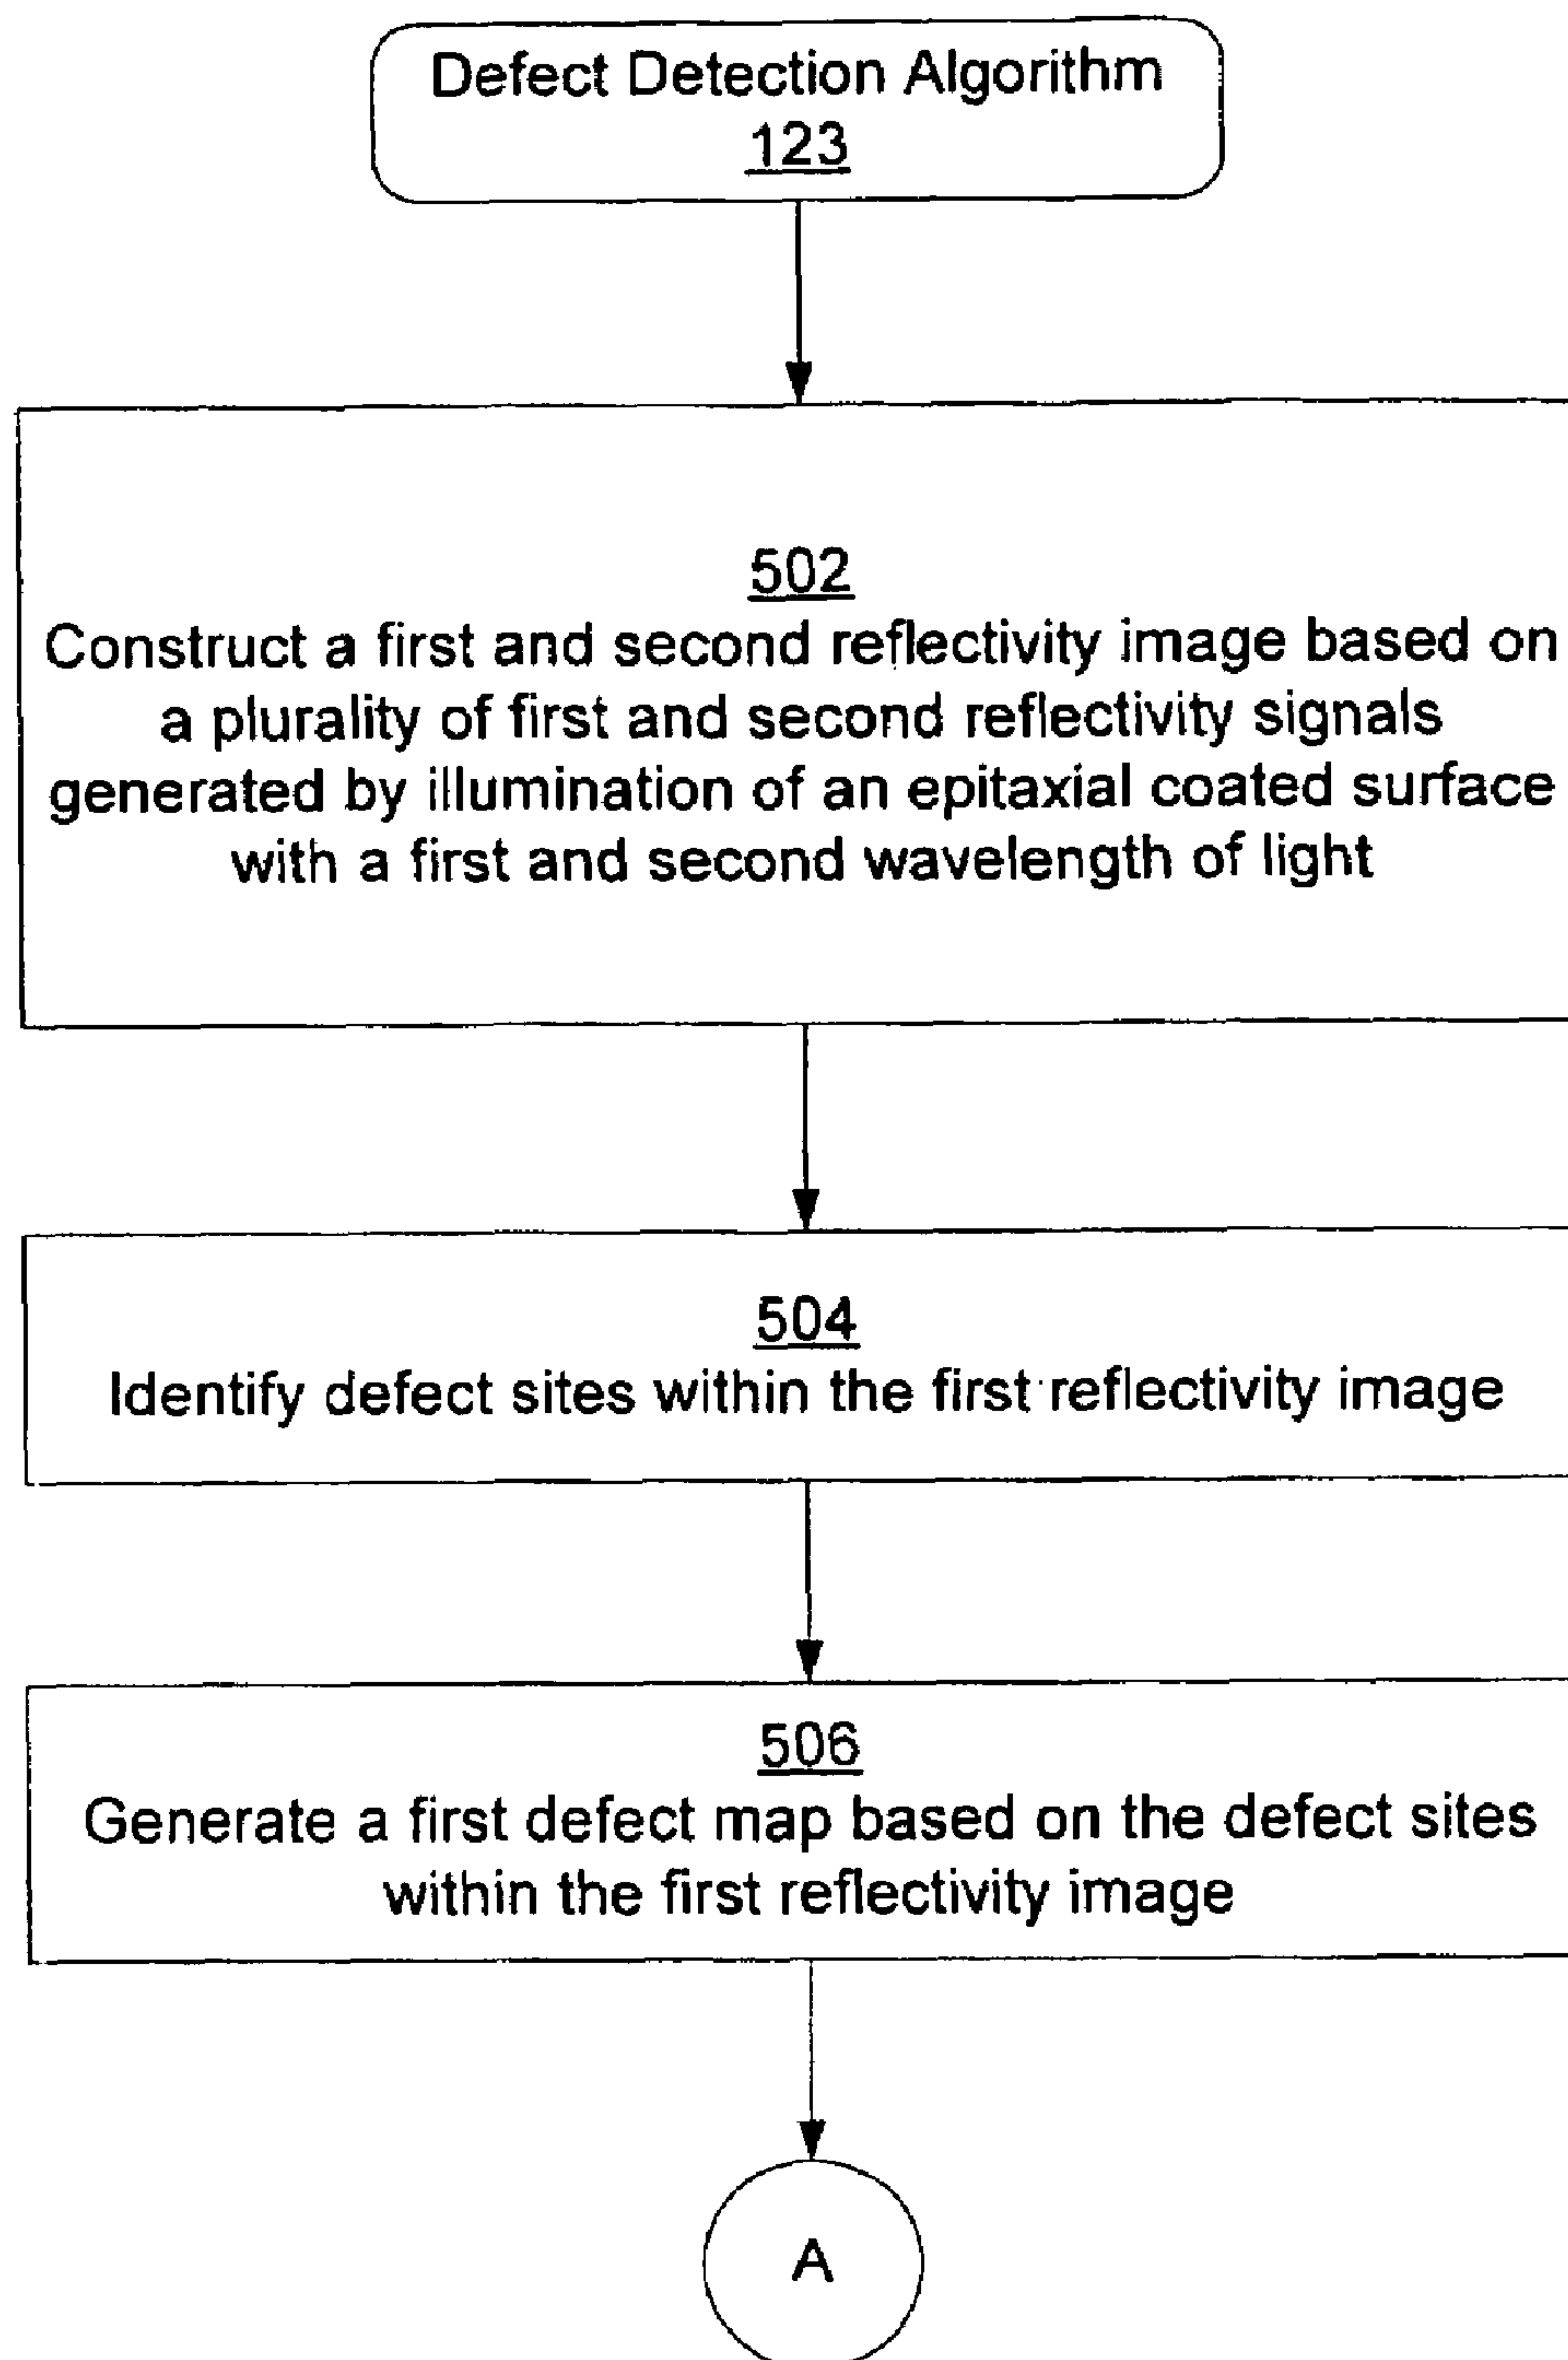 Defect Detection Algorithm
123
502
Construct a first and second reflectivity image based on
a plurality of first and second reflectivity signals
generated by illumination of an epitaxial coated surface
with a first and second wavelength of light
504
Identify defect sites within the first reflectivity image
506
Generate a first defect map based on the defect sites
within the first reflectivity image
A